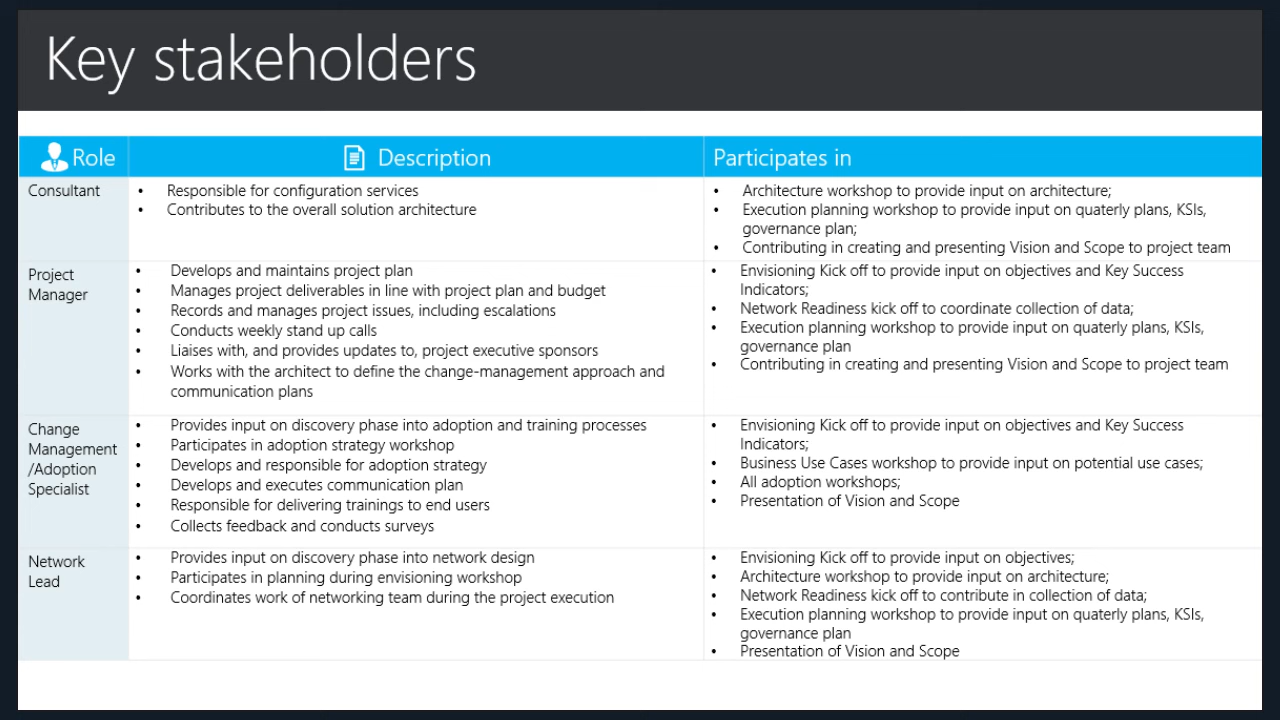 Key stakeholders
Role
Description
Participates in
Consultant
• Responsible for configuration services
• Contributes to the overall solution architecture
• Architecture workshop to provide input on architecture;
• Execution planning workshop to provide input on quaterly plans, KSIs,
governance plan;
• Contributing in creating and presenting Vision and Scope to project team
Project
Manager
• Develops and maintains project plan
• Manages project deliverables in line with project plan and budget
• Records and manages project issues, including escalations
• Conducts weekly stand up calls
• Liaises with, and provides updates to, project executive sponsors
• Works with the architect to define the change-management approach and
communication plans
• Envisioning Kick off to provide input on objectives and Key Success
Indicators;
• Network Readiness kick off to coordinate collection of data;
• Execution planning workshop to provide input on quaterly plans, KSIs,
governance plan
• Contributing in creating and presenting Vision and Scope to project team
Change
Management
/Adoption
Specialist
• Provides input on discovery phase into adoption and training processes
• Participates in adoption strategy workshop
• Develops and responsible for adoption strategy
• Develops and executes communication plan
• Responsible for delivering trainings to end users
• Collects feedback and conducts surveys
• Envisioning Kick off to provide input on objectives and Key Success
Indicators;
• Business Use Cases workshop to provide input on potential use cases;
• All adoption workshops;
• Presentation of Vision and Scope
Network
Lead
• Provides input on discovery phase into network design
• Participates in planning during envisioning workshop
• Coordinates work of networking team during the project execution
• Envisioning Kick off to provide input on objectives;
• Architecture workshop to provide input on architecture;
• Network Readiness kick off to contribute in collection of data;
• Execution planning workshop to provide input on quaterly plans, KSIs,
governance plan
• Presentation of Vision and Scope